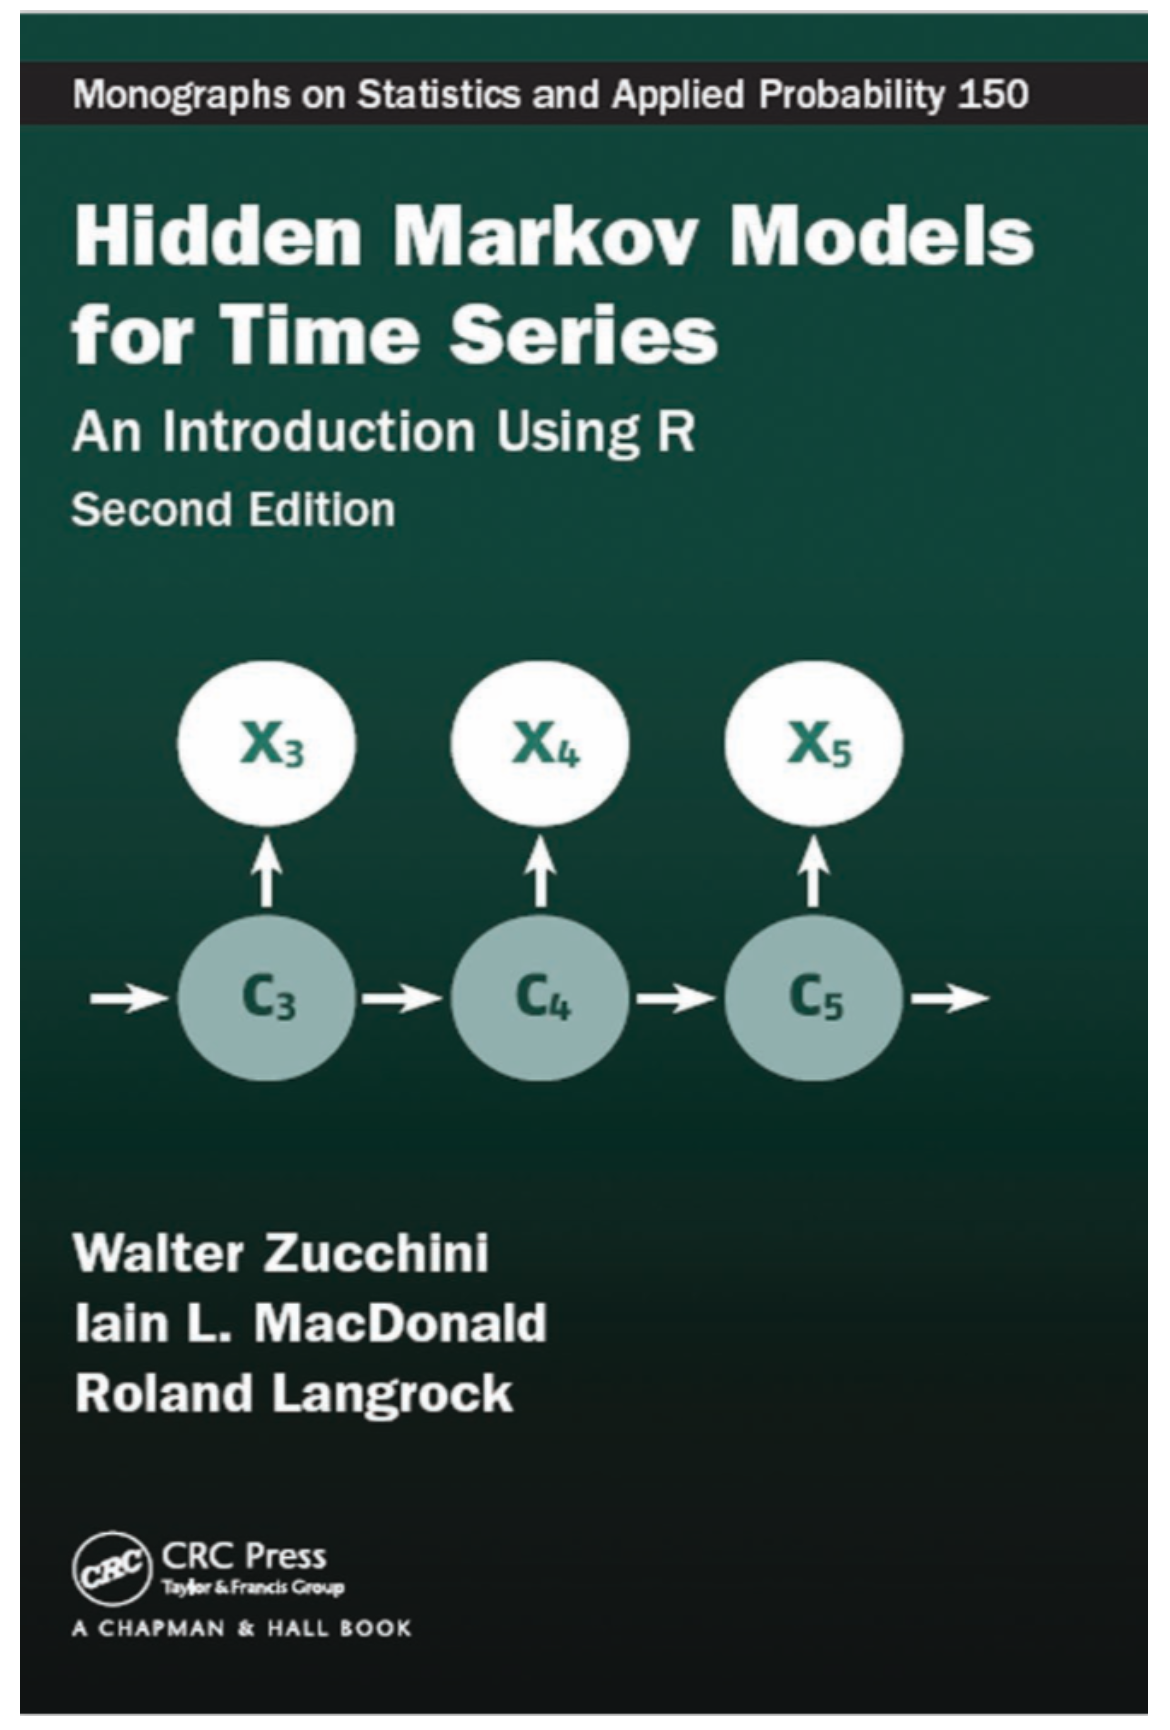 Monographs on Statistics and Applied Probability 150
Hidden Markov Models
for Time Series
An Introduction Using R
Second Edition
X3 X4 X5
C3 C4 C5
Walter Zucchini
Iain L. MacDonald
Roland Langrock
CRC CRC Press
Taylor & Francis Group
A CHAPMAN & HALL BOOK